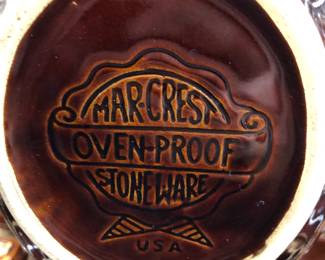 MAR-CREST
OVEN-PROOF
STONEWARE
USA